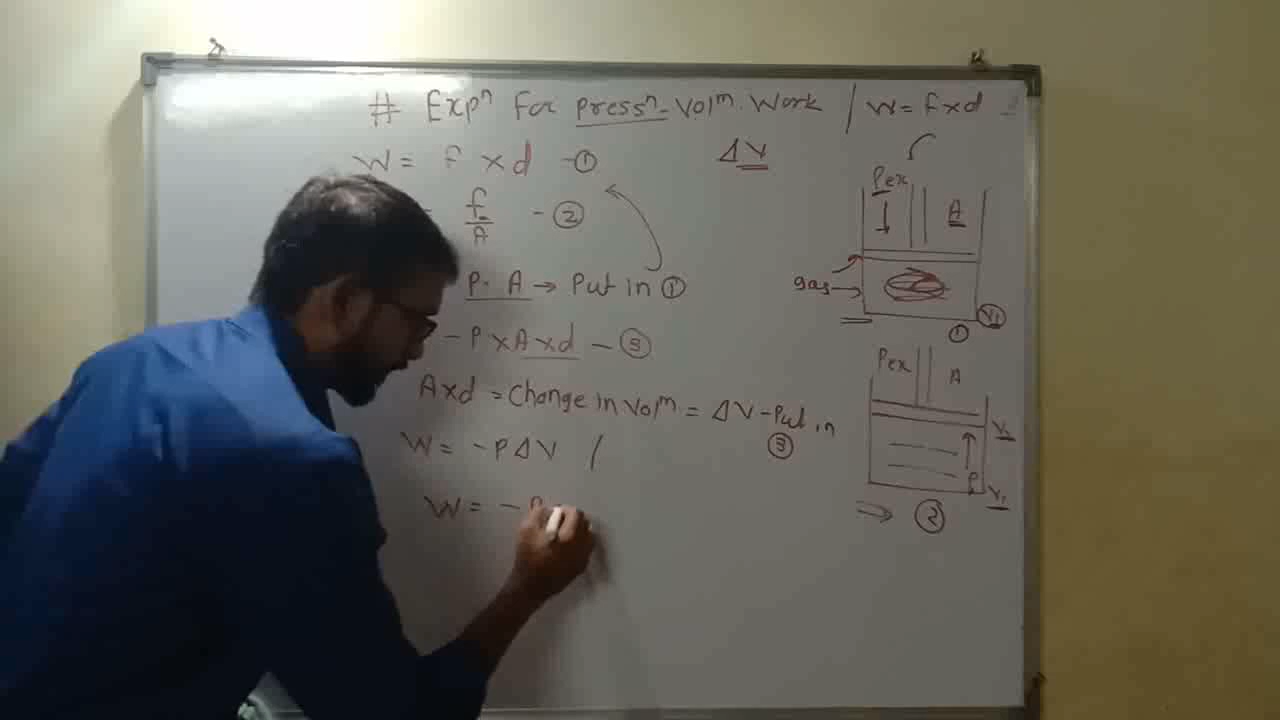 # Expⁿ For Pressⁿ-Volᵐ. Work / W = f x d
W = f x d - ①
ΔV
f/A - ②
P. A → Put in ①
- P x A x d - ③
A x d = Change in Volᵐ = ΔV - Put in ③
W = - P ΔV /
W = - P
Pex
A
gas
V₁
①
Pex
A
V₂
P
V₁
⇒ ②